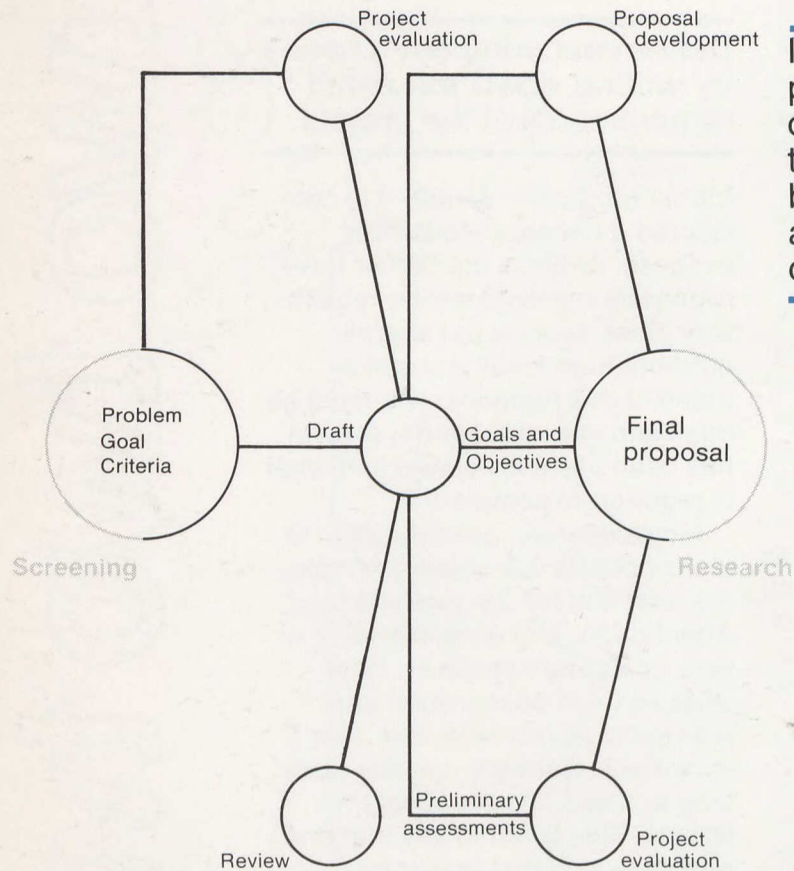 Project
evaluation
Proposal
development
Problem
Goal
Criteria
Draft
Goals and
Objectives
Final
proposal
Screening
Research
Preliminary
assessments
Review
Project
evaluation